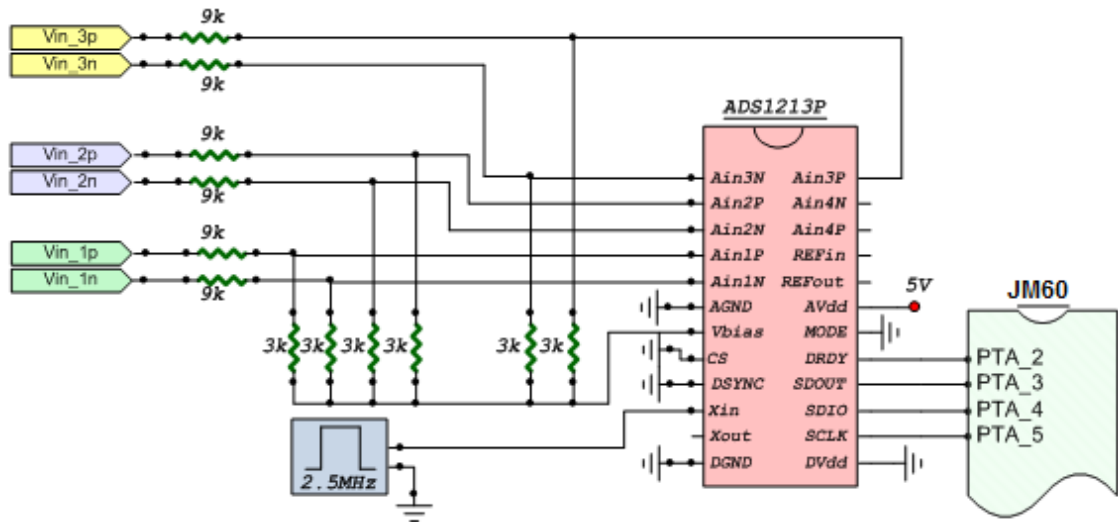 Vin_3p
9k
Vin_3n
9k
Vin_2p
9k
Vin_2n
9k
Vin_1p
9k
Vin_1n
9k
3k 3k 3k 3k 3k 3k
2.5MHz
ADS1213P
Ain3N Ain3P
Ain2P Ain4N
Ain2N Ain4P
Ain1P REFin
Ain1N REFout
AGND AVdd
Vbias MODE
CS DRDY
DSYNC SDOUT
Xin SDIO
Xout SCLK
DGND DVdd
5V
JM60
PTA_2
PTA_3
PTA_4
PTA_5